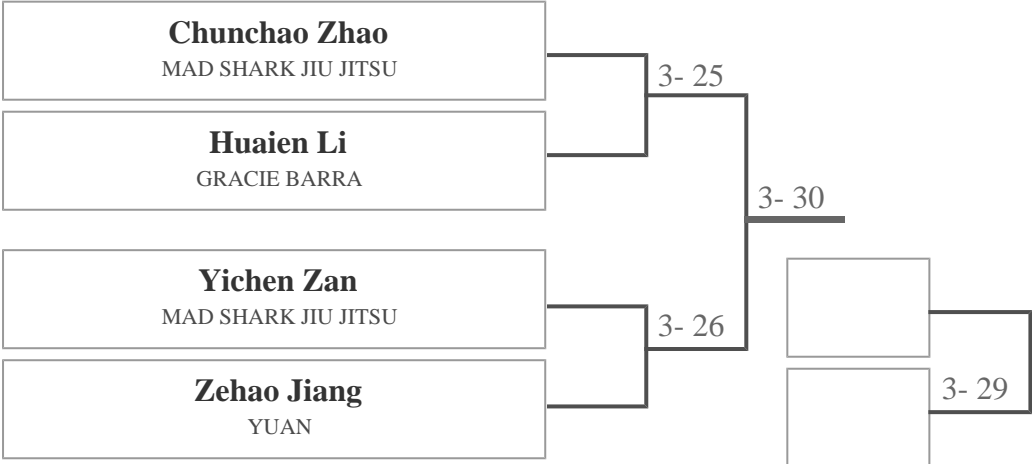 Chunchao Zhao
MAD SHARK JIU JITSU
3- 25
Huaien Li
GRACIE BARRA
3- 30
Yichen Zan
MAD SHARK JIU JITSU
3- 26
Zehao Jiang
YUAN
3- 29